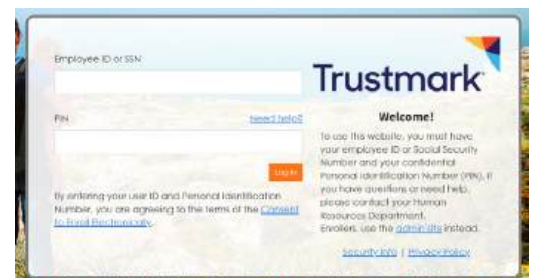 Employee ID or SSN
PIN
Need help?
Log in
By entering your user ID and Personal Identification
Number, you are agreeing to the terms of the Consent
to Enroll Electronically.
Trustmark
Welcome!
To use this website, you must have
your employee ID or Social Security
Number and your confidential
Personal Identification Number (PIN). If
you have questions or need help,
please contact your Human
Resources Department.
Enrollers, use the admin site instead.
Security Info | Privacy Policy